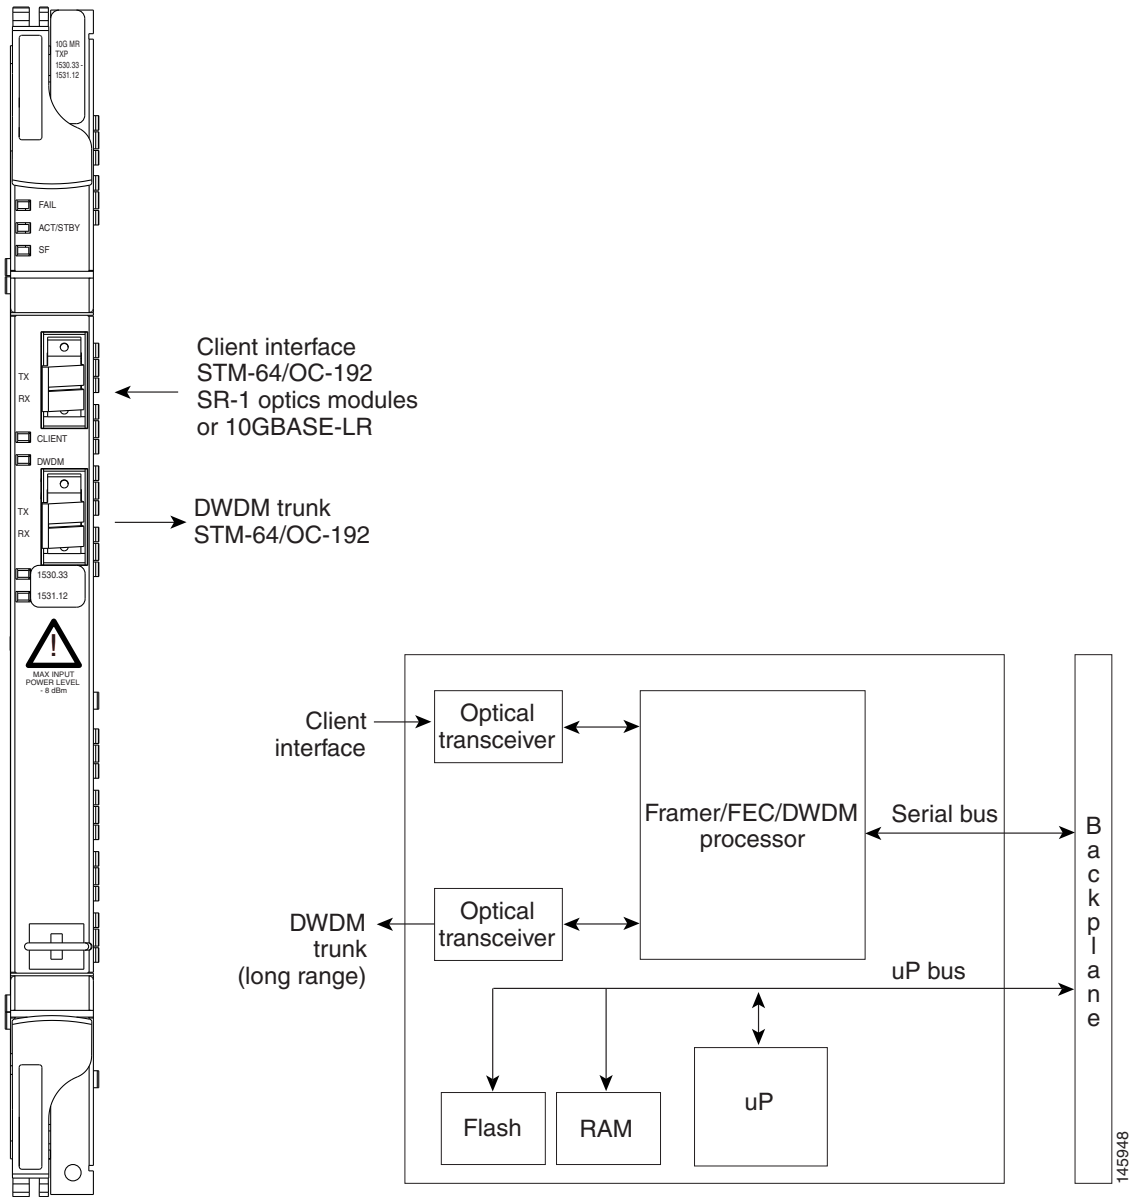 10G MR
TXP
1530.33 -
1531.12
FAIL
ACT/STBY
SF
TX
RX
CLIENT
DWDM
TX
RX
1530.33
1531.12
!
MAX INPUT
POWER LEVEL
- 8 dBm
Client interface
STM-64/OC-192
SR-1 optics modules
or 10GBASE-LR
DWDM trunk
STM-64/OC-192
Client
interface
Optical
transceiver
Framer/FEC/DWDM
processor
Serial bus
DWDM
trunk
(long range)
Optical
transceiver
uP bus
Flash
RAM
uP
Backplane
145948